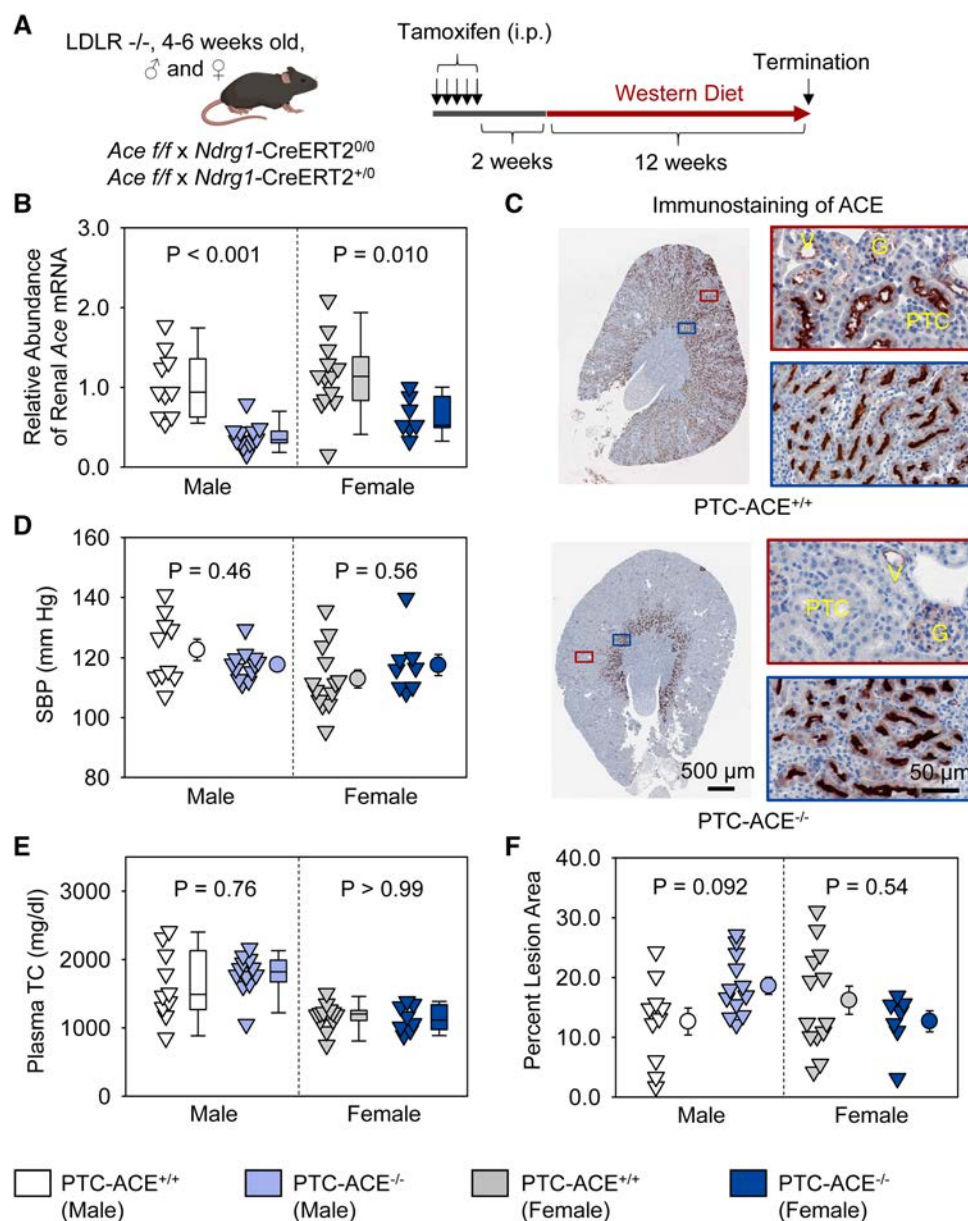 A
LDLR -/-, 4-6 weeks old,
♂ and ♀
Ace f/f x Ndrg1-CreERT2⁰/⁰
Ace f/f x Ndrg1-CreERT2⁺/⁰
Tamoxifen (i.p.)
Termination
Western Diet
2 weeks
12 weeks
B
Relative Abundance
of Renal Ace mRNA
3.0
2.0
1.0
0.0
P < 0.001
P = 0.010
Male
Female
C
Immunostaining of ACE
V
G
PTC
PTC-ACE⁺/⁺
PTC
V
G
500 µm
50 µm
PTC-ACE⁻/⁻
D
SBP (mm Hg)
160
140
120
100
80
P = 0.46
P = 0.56
Male
Female
E
Plasma TC (mg/dl)
3000
2000
1000
0
P = 0.76
P > 0.99
Male
Female
F
Percent Lesion Area
40.0
30.0
20.0
10.0
0.0
P = 0.092
P = 0.54
Male
Female
PTC-ACE⁺/⁺
(Male)
PTC-ACE⁻/⁻
(Male)
PTC-ACE⁺/⁺
(Female)
PTC-ACE⁻/⁻
(Female)